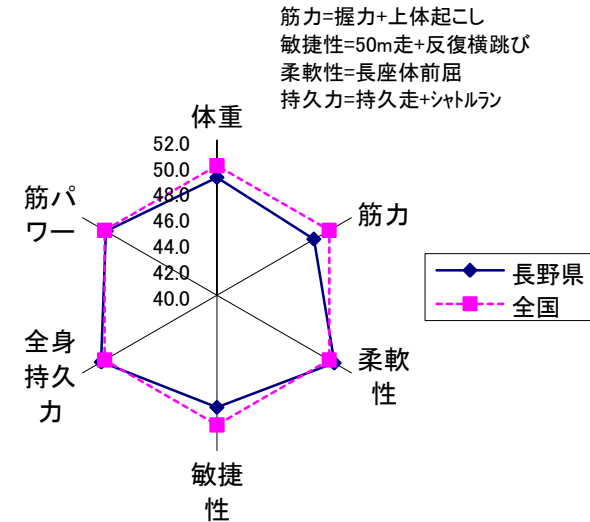 筋力=握力+上体起こし
敏捷性=50m走+反復横跳び
柔軟性=長座体前屈
持久力=持久走+シャトルラン
体重
52.0
50.0
48.0
46.0
44.0
42.0
40.0
筋パ
ワー
筋力
長野県
全国
全身
持久
力
柔軟
性
敏捷
性